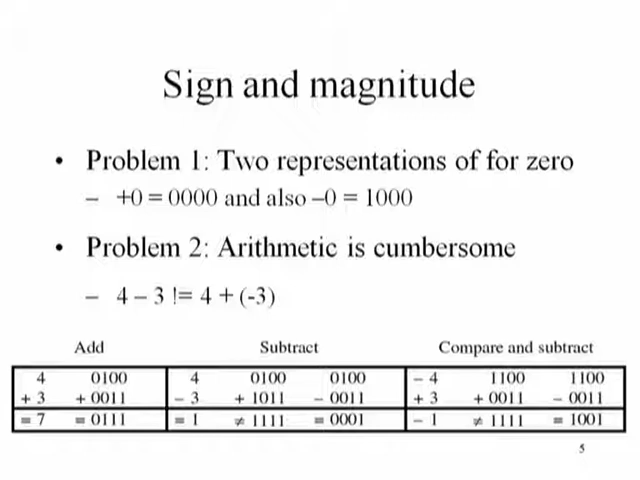 Sign and magnitude
• Problem 1: Two representations of for zero
– +0 = 0000 and also –0 = 1000
• Problem 2: Arithmetic is cumbersome
– 4 – 3 != 4 + (-3)
Add Subtract Compare and subtract
4 0100 4 0100 0100 – 4 1100 1100
+ 3 + 0011 – 3 + 1011 – 0011 + 3 + 0011 – 0011
= 7 = 0111 = 1 ≠ 1111 = 0001 – 1 ≠ 1111 = 1001
5